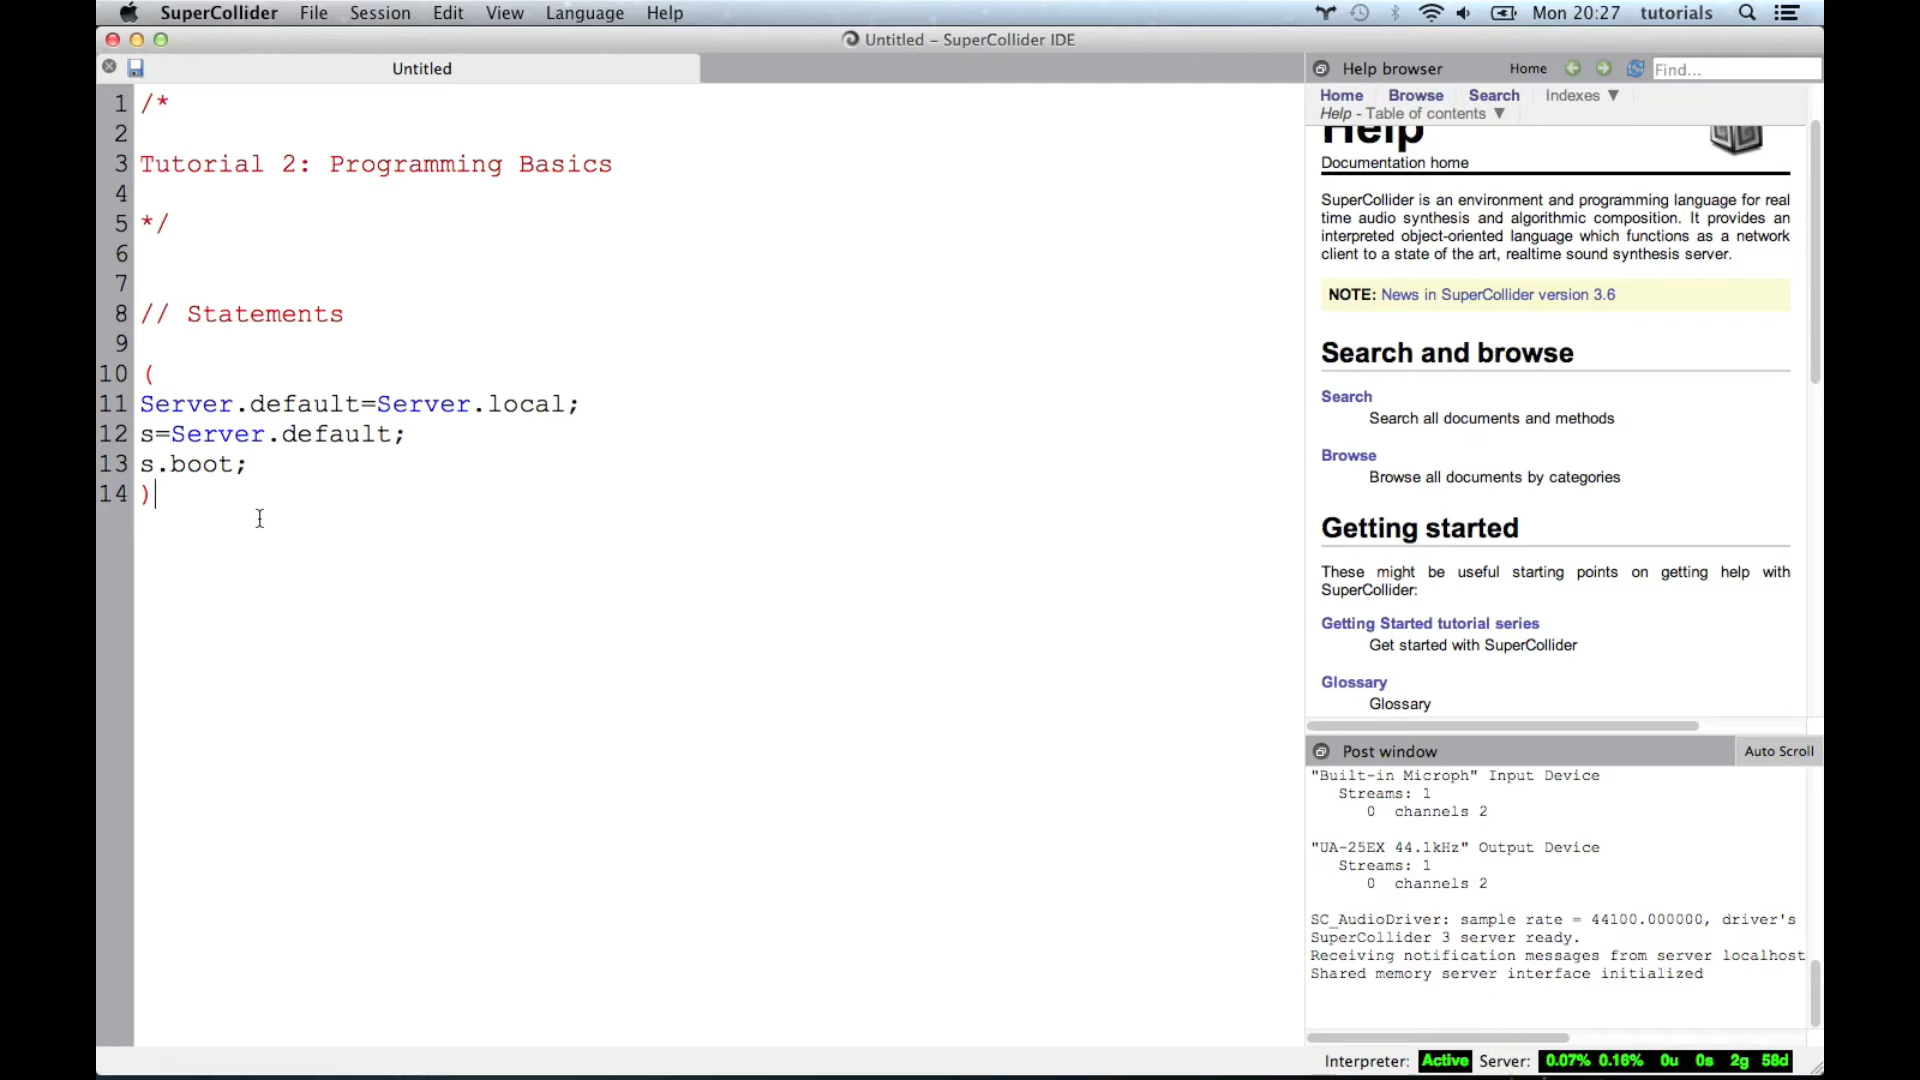 SuperCollider File Session Edit View Language Help Mon 20:27 tutorials
Untitled – SuperCollider IDE
Untitled
1 /*
2
3 Tutorial 2: Programming Basics
4
5 */
6
7
8 // Statements
9
10 (
11 Server.default=Server.local;
12 s=Server.default;
13 s.boot;
14 )
Help browser Home Find...
Home Browse Search Indexes ▼
Help - Table of contents ▼
Help
Documentation home
SuperCollider is an environment and programming language for real
time audio synthesis and algorithmic composition. It provides an
interpreted object-oriented language which functions as a network
client to a state of the art, realtime sound synthesis server.
NOTE: News in SuperCollider version 3.6
Search and browse
Search
Search all documents and methods
Browse
Browse all documents by categories
Getting started
These might be useful starting points on getting help with
SuperCollider:
Getting Started tutorial series
Get started with SuperCollider
Glossary
Glossary
Post window Auto Scroll
"Built-in Microph" Input Device
Streams: 1
0 channels 2
"UA-25EX 44.1kHz" Output Device
Streams: 1
0 channels 2
SC_AudioDriver: sample rate = 44100.000000, driver's
SuperCollider 3 server ready.
Receiving notification messages from server localhost
Shared memory server interface initialized
Interpreter: Active Server: 0.07% 0.16% 0u 0s 2g 58d